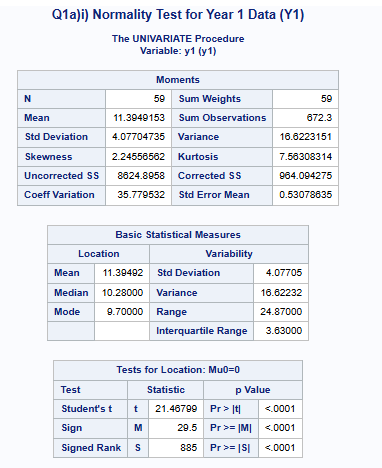 Q1a)i) Normality Test for Year 1 Data (Y1)
The UNIVARIATE Procedure
Variable: y1 (y1)
Moments
N 59 Sum Weights 59
Mean 11.3949153 Sum Observations 672.3
Std Deviation 4.07704735 Variance 16.6223151
Skewness 2.24556562 Kurtosis 7.56308314
Uncorrected SS 8624.8958 Corrected SS 964.094275
Coeff Variation 35.779532 Std Error Mean 0.53078635
Basic Statistical Measures
Location Variability
Mean 11.39492 Std Deviation 4.07705
Median 10.28000 Variance 16.62232
Mode 9.70000 Range 24.87000
Interquartile Range 3.63000
Tests for Location: Mu0=0
Test Statistic p Value
Student's t t 21.46799 Pr > |t| <.0001
Sign M 29.5 Pr >= |M| <.0001
Signed Rank S 885 Pr >= |S| <.0001